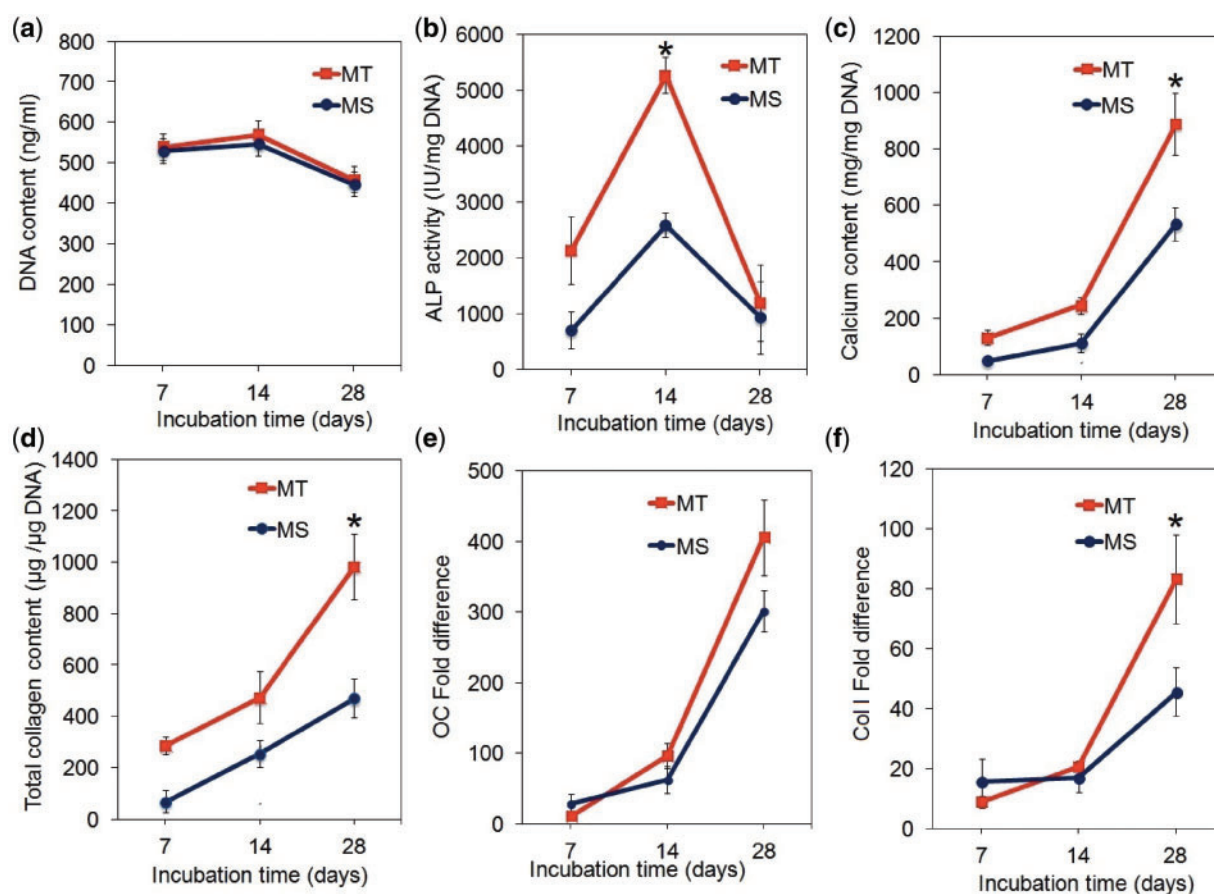 (a)
DNA content (ng/ml)
800
700
600
500
400
300
200
100
0
MT
MS
7 14 28
Incubation time (days)
(b)
ALP activity (IU/mg DNA)
6000
5000
4000
3000
2000
1000
0
*
MT
MS
7 14 28
Incubation time (days)
(c)
Calcium content (mg/mg DNA)
1200
1000
800
600
400
200
0
MT
MS
*
7 14 28
Incubation time (days)
(d)
Total collagen content (µg /µg DNA)
1400
1200
1000
800
600
400
200
0
MT
MS
*
7 14 28
Incubation time (days)
(e)
OC Fold difference
500
400
300
200
100
0
MT
MS
7 14 28
Incubation time (days)
(f)
Col I Fold difference
120
100
80
60
40
20
0
MT
MS
*
7 14 28
Incubation time (days)